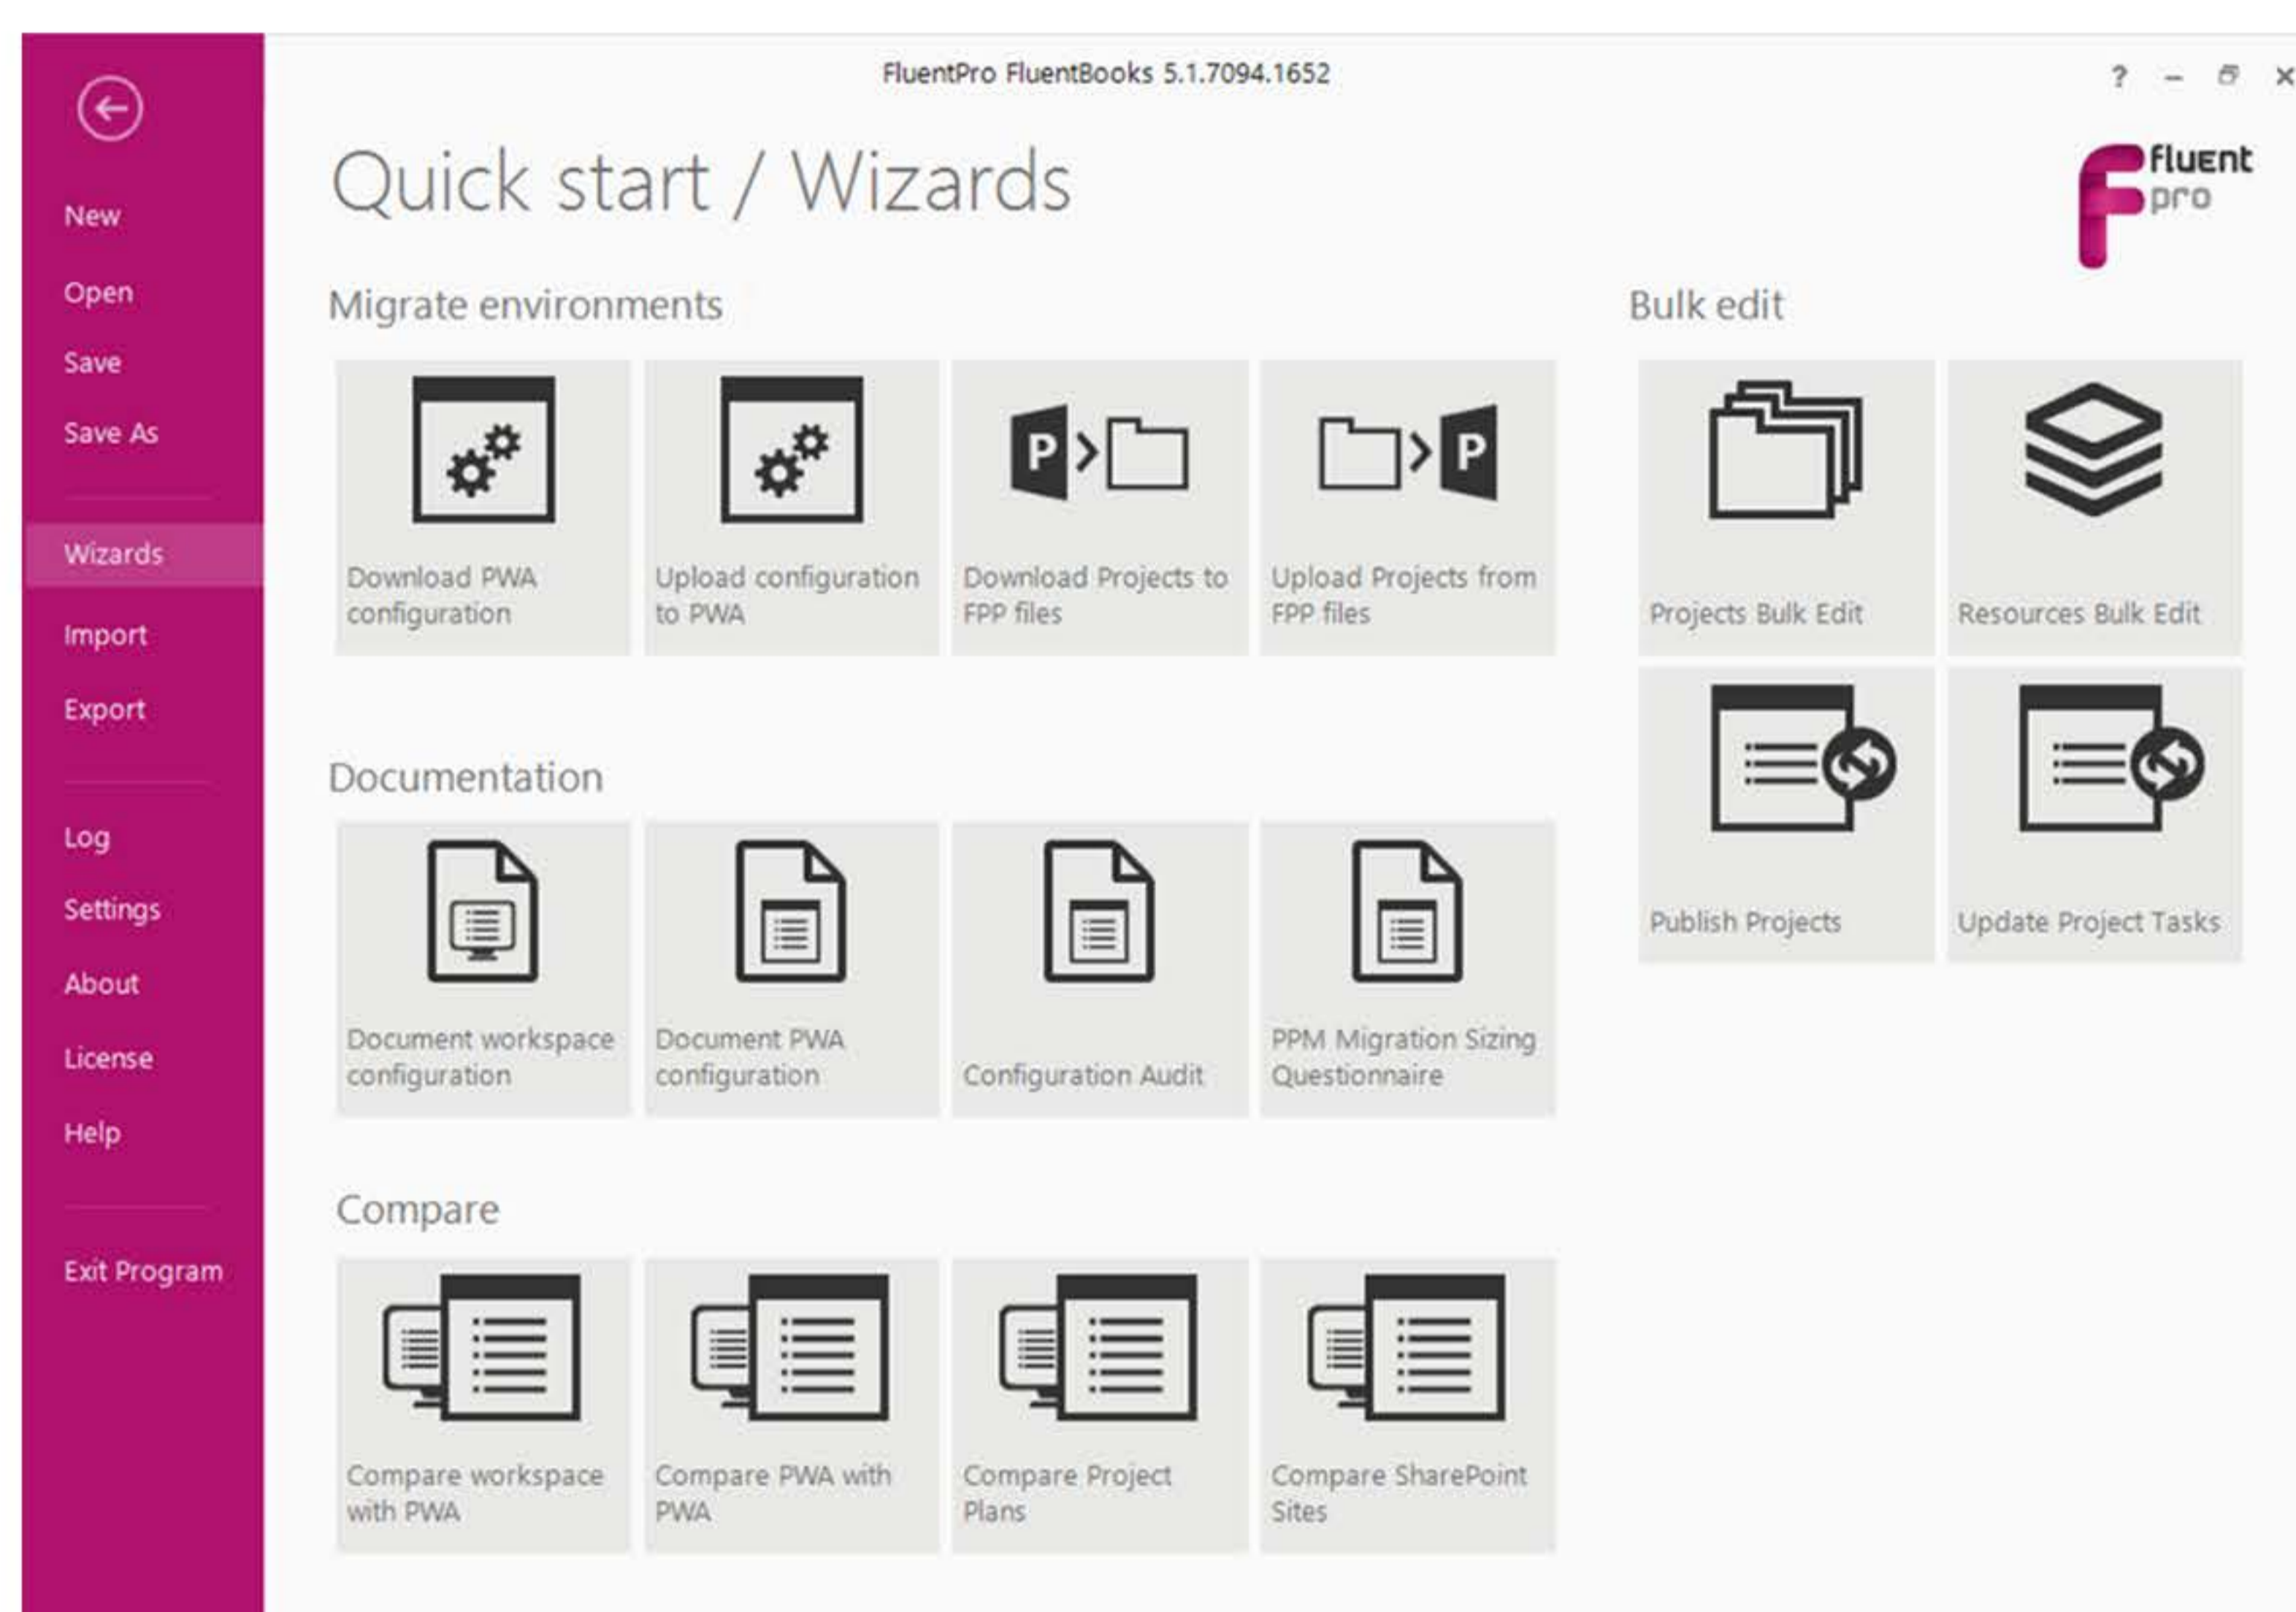 FluentPro FluentBooks 5.1.7094.1652
?
New
Open
Save
Save As
Wizards
Import
Export
Log
Settings
About
License
Help
Exit Program
Quick start / Wizards
fluent
pro
Migrate environments
Download PWA
configuration
Upload configuration
to PWA
P
Download Projects to
FPP files
P
Upload Projects from
FPP files
Documentation
Document workspace
configuration
Document PWA
configuration
Configuration Audit
PPM Migration Sizing
Questionnaire
Compare
Compare workspace
with PWA
Compare PWA with
PWA
Compare Project
Plans
Compare SharePoint
Sites
Bulk edit
Projects Bulk Edit
Resources Bulk Edit
Publish Projects
Update Project Tasks